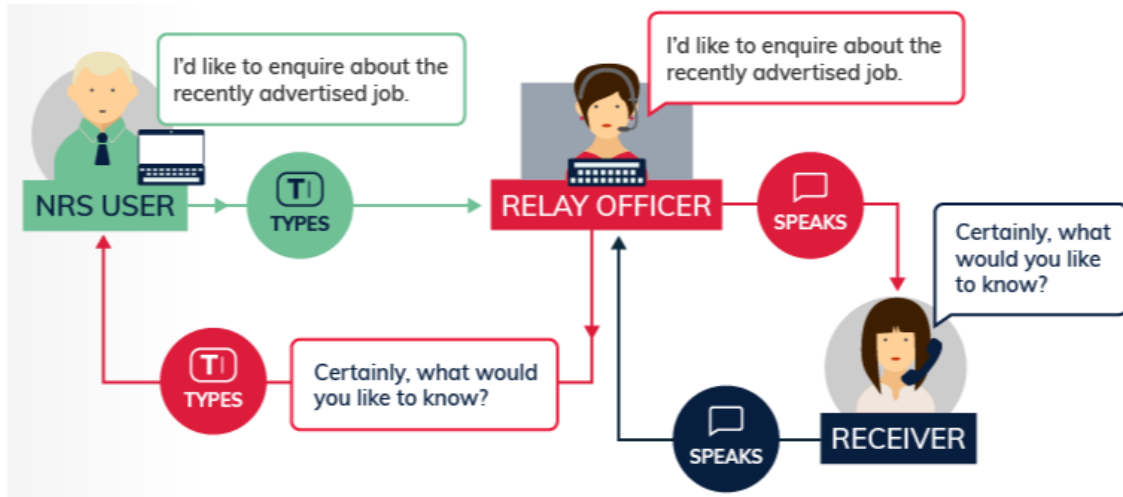 I'd like to enquire about the
recently advertised job.
I'd like to enquire about the
recently advertised job.
NRS USER
T
TYPES
RELAY OFFICER
SPEAKS
Certainly, what
would you like
to know?
T
TYPES
Certainly, what would
you like to know?
SPEAKS
RECEIVER